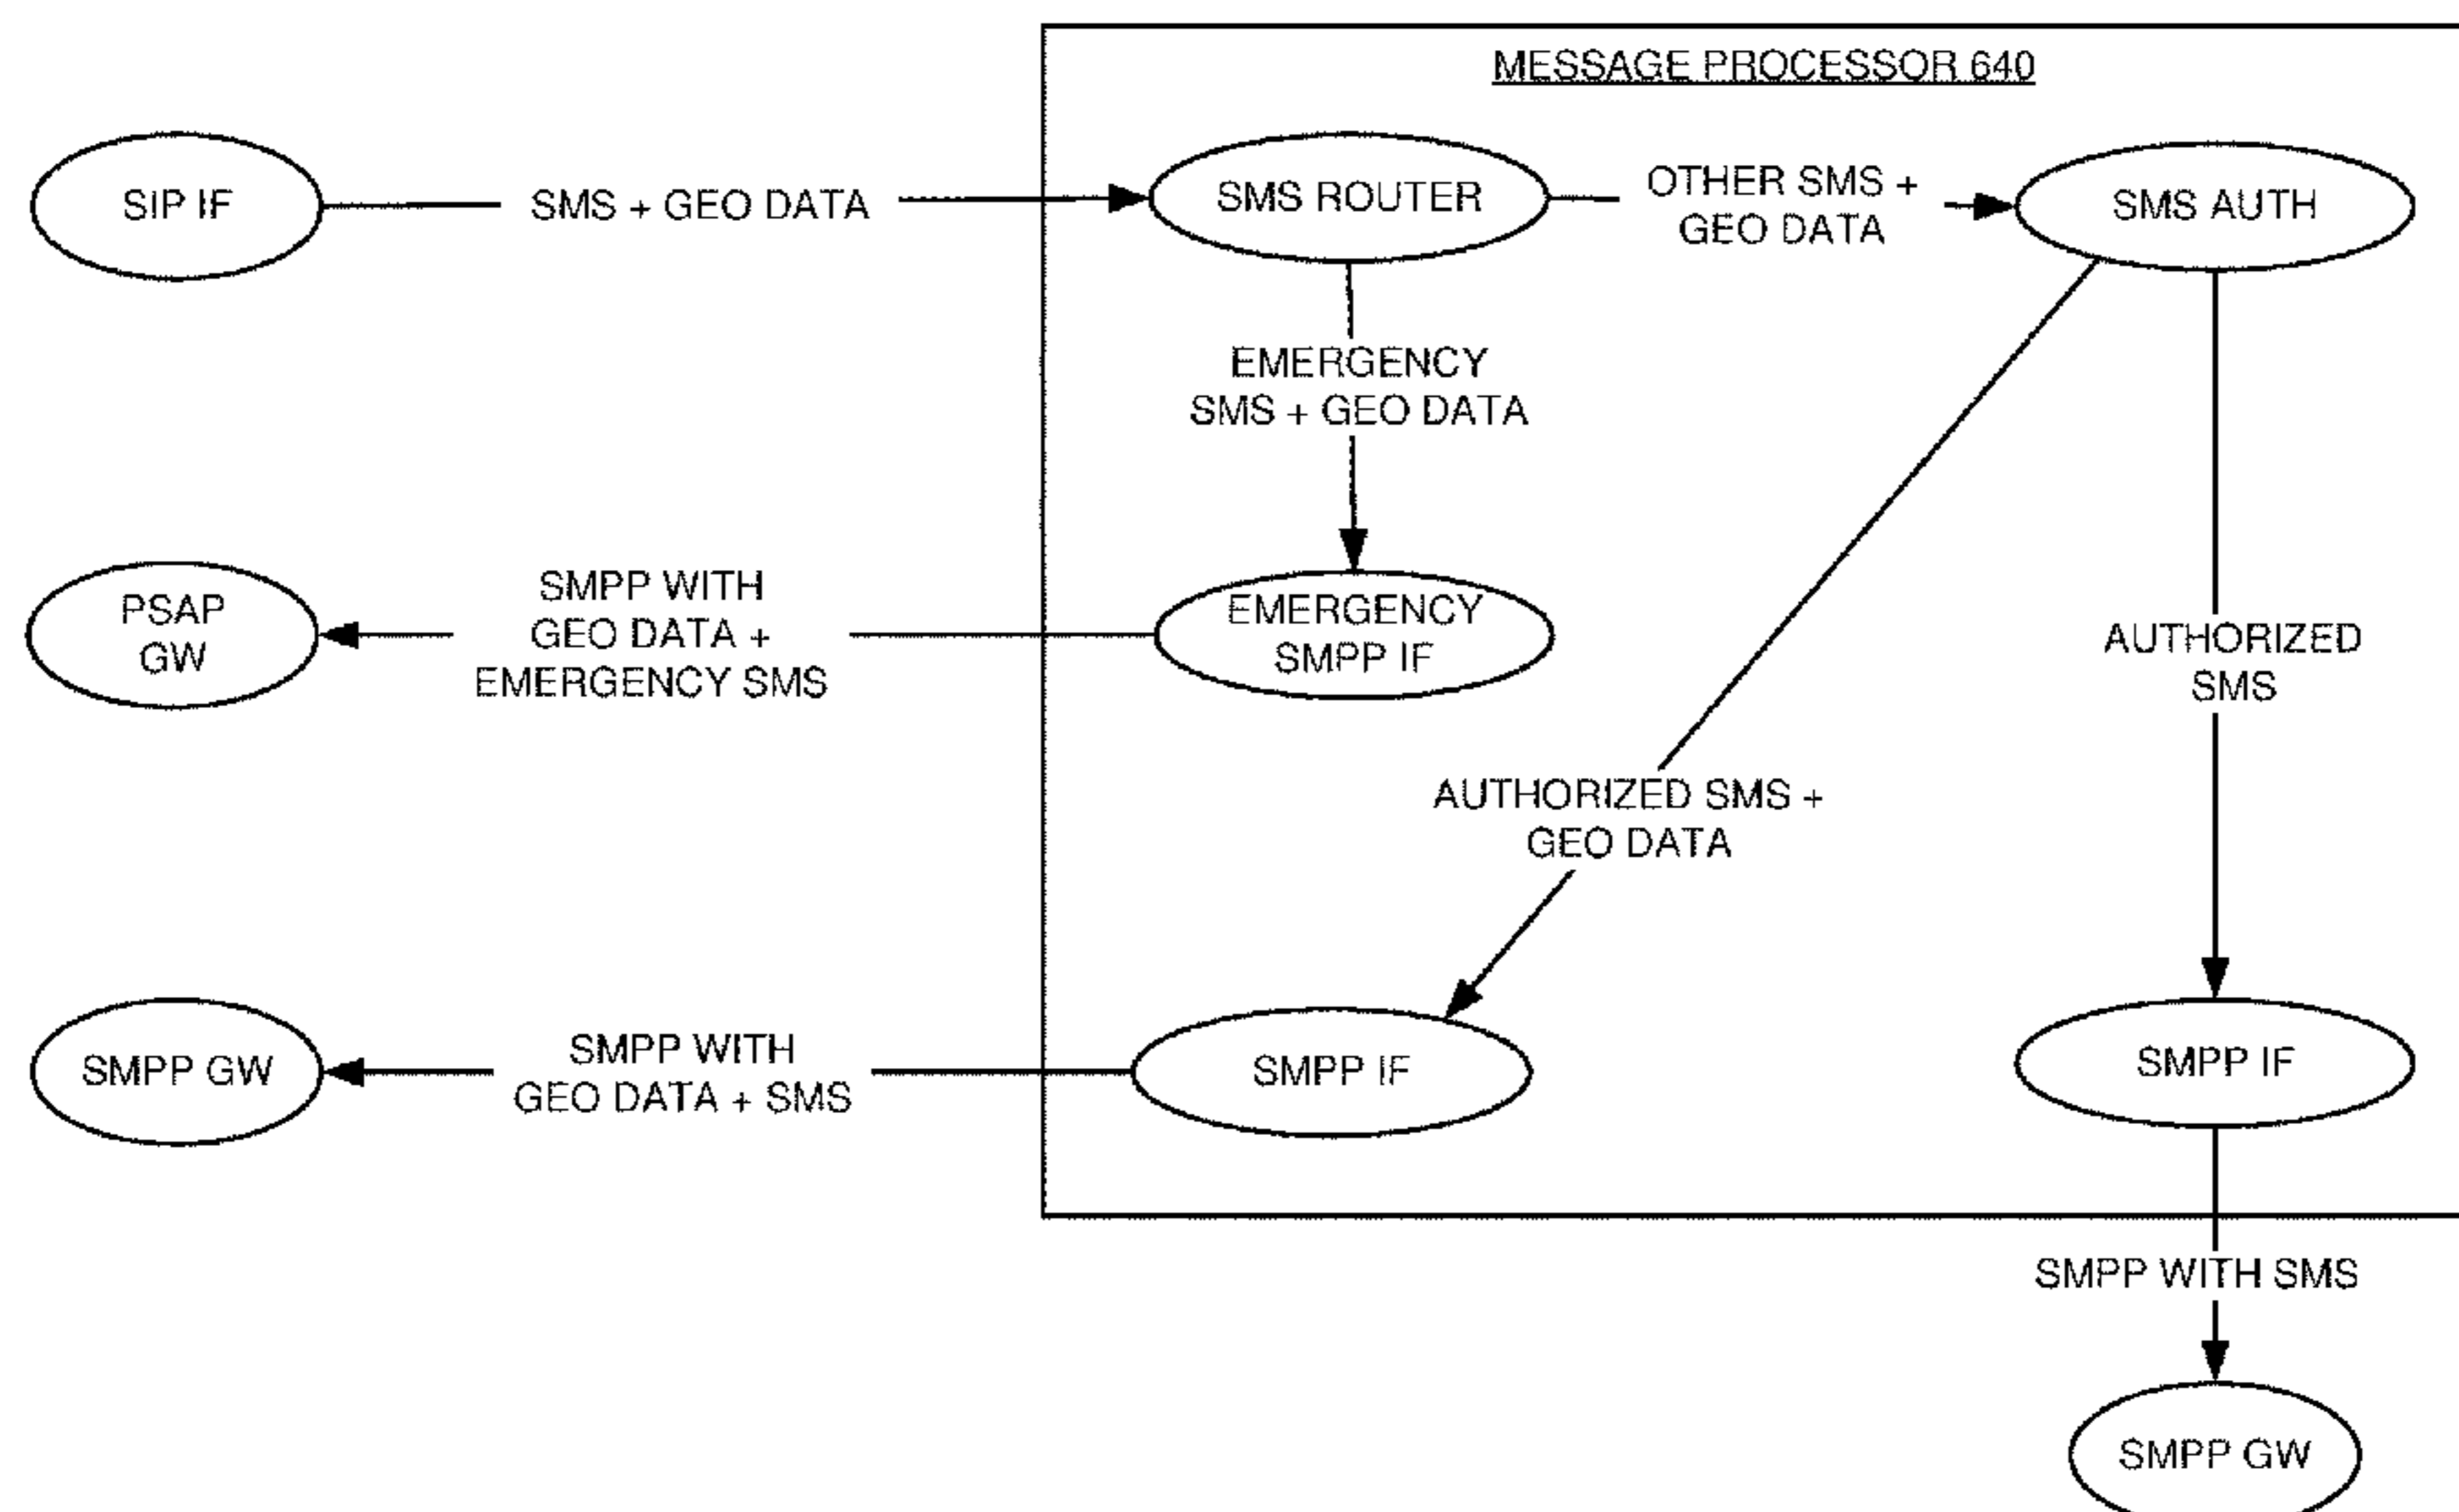 MESSAGE PROCESSOR 640
SIP IF
SMS + GEO DATA
SMS ROUTER
OTHER SMS +
GEO DATA
SMS AUTH
EMERGENCY
SMS + GEO DATA
PSAP
GW
SMPP WITH
GEO DATA +
EMERGENCY SMS
EMERGENCY
SMPP IF
AUTHORIZED
SMS
AUTHORIZED SMS +
GEO DATA
SMPP GW
SMPP WITH
GEO DATA + SMS
SMPP IF
SMPP IF
SMPP WITH SMS
SMPP GW